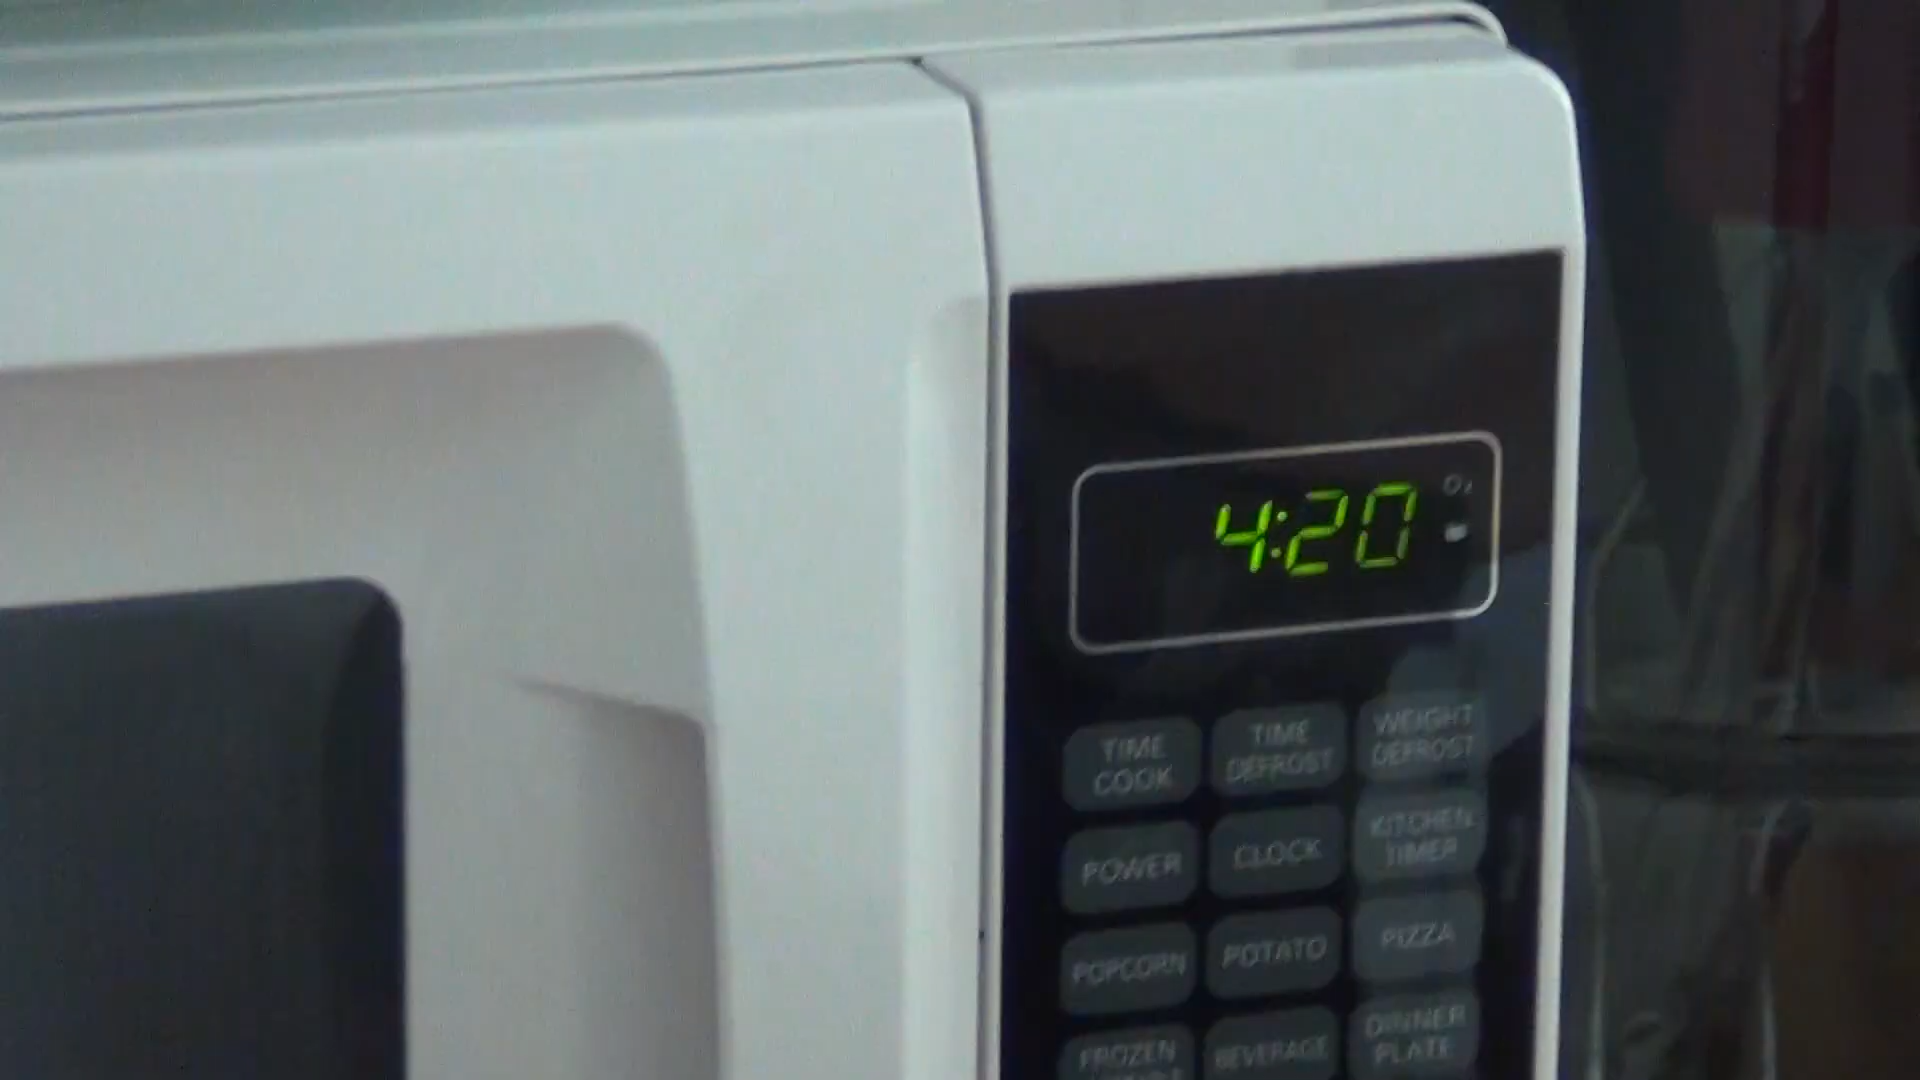 4:20
TIME COOK
TIME DEFROST
WEIGHT DEFROST
POWER
CLOCK
KITCHEN TIMER
POPCORN
POTATO
PIZZA
FROZEN
BEVERAGE
DINNER PLATE